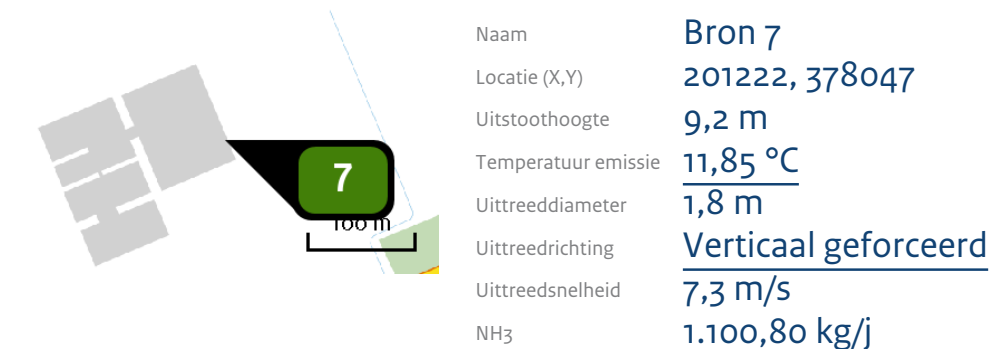 7
100 m
Naam Bron 7
Locatie (X,Y) 201222, 378047
Uitstoothoogte 9,2 m
Temperatuur emissie 11,85 °C
Uittreeddiameter 1,8 m
Uittreedrichting Verticaal geforceerd
Uittreedsnelheid 7,3 m/s
NH3 1.100,80 kg/j